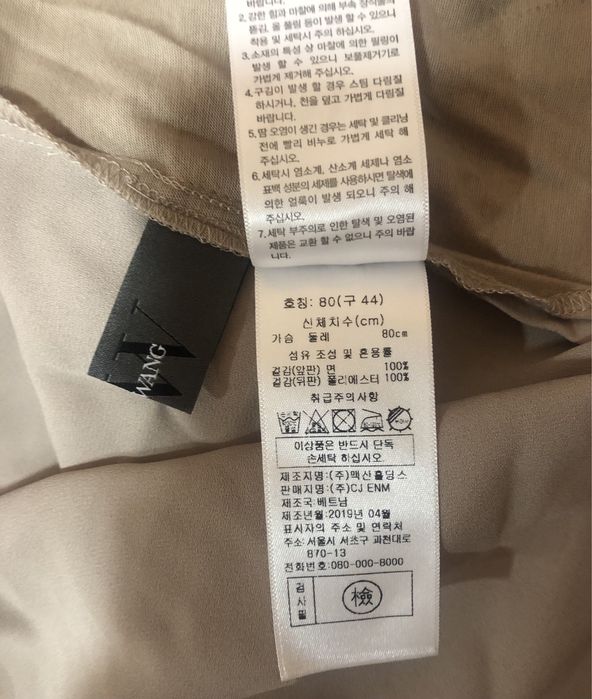 바랍니다.
2. 강한 힘과 마찰에 의해 부속 장식물의
뜯김, 올 풀림 등이 발생 할 수 있으니
착용 및 세탁시 주의 하십시오.
3. 소재의 특성 상 마찰에 의한 필링이
발생 할 수 있으니 보풀제거기로
가볍게 제거해 주십시오.
4. 구김이 발생 할 경우 스팀 다림질
하시거나, 천을 덮고 가볍게 다림질
바랍니다.
5. 땀 오염이 생긴 경우는 세탁 및 클리닝
전에 빨리 비누로 가볍게 세탁 해
주십시오.
6. 세탁시 염소계, 산소계 세제나 염소
표백 성분의 세제를 사용하시면 탈색에
의한 얼룩이 발생 되오니 주의 해
주십시오.
7. 세탁 부주의로 인한 탈색 및 오염된
제품은 교환 할 수 없으니 주의 바랍
니다.
W
WANG
호칭: 80(구 44)
신체치수(cm)
가슴 둘레 80cm
섬유 조성 및 혼용률
겉감(앞판) 면 100%
겉감(뒤판) 폴리에스터 100%
취급주의사항
이상품은 반드시 단독
손세탁 하십시오.
제조자명:(주)맥산홀딩스
판매자명:(주)CJ ENM
제조국:베트남
제조년월:2019년 04월
표시자의 주소 및 연락처
주소: 서울시 서초구 과천대로
870-13
전화번호:080-000-8000
검사필 檢